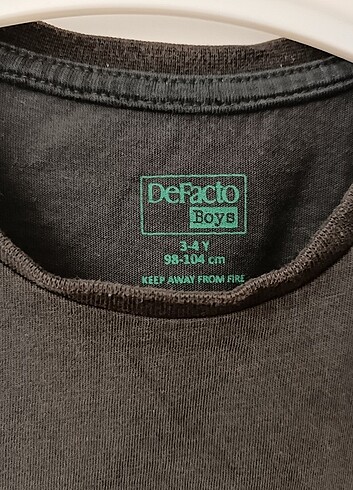 DeFacto
Boys
3-4 Y
98-104 cm
KEEP AWAY FROM FIRE